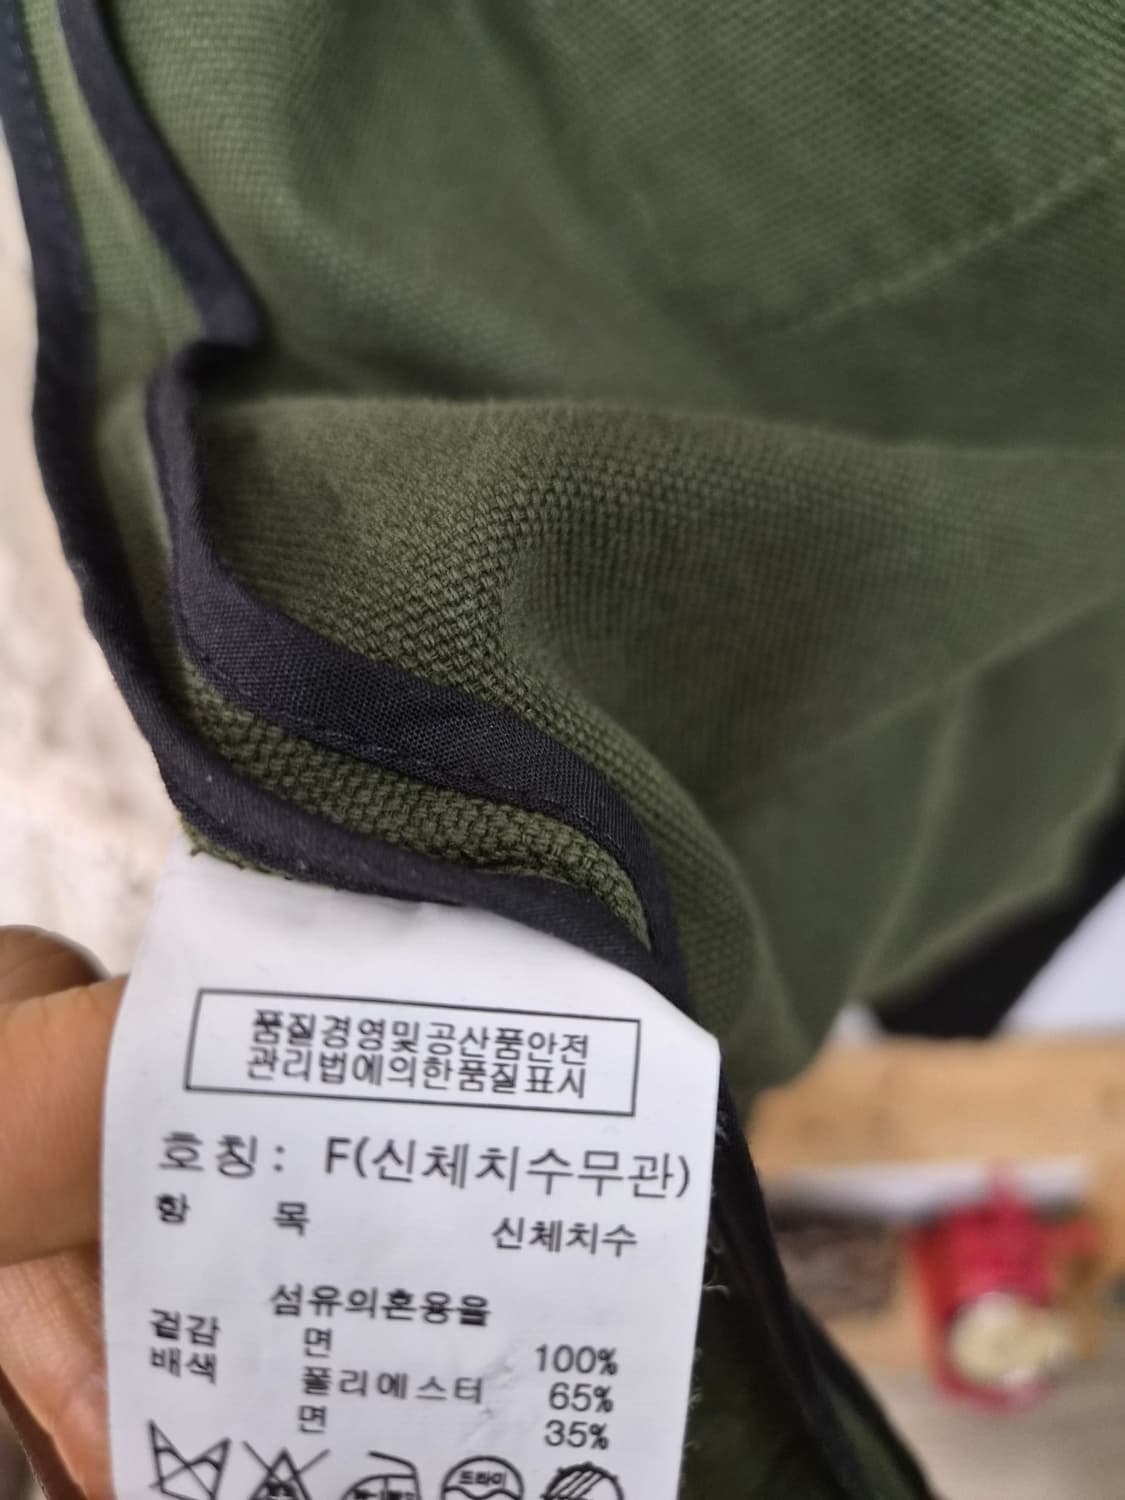 품질경영및공산품안전
관리법에의한품질표시
호칭: F(신체치수무관)
항 목 신체치수
섬유의혼용율
겉감 면 100%
배색 폴리에스터 65%
면 35%
드라이